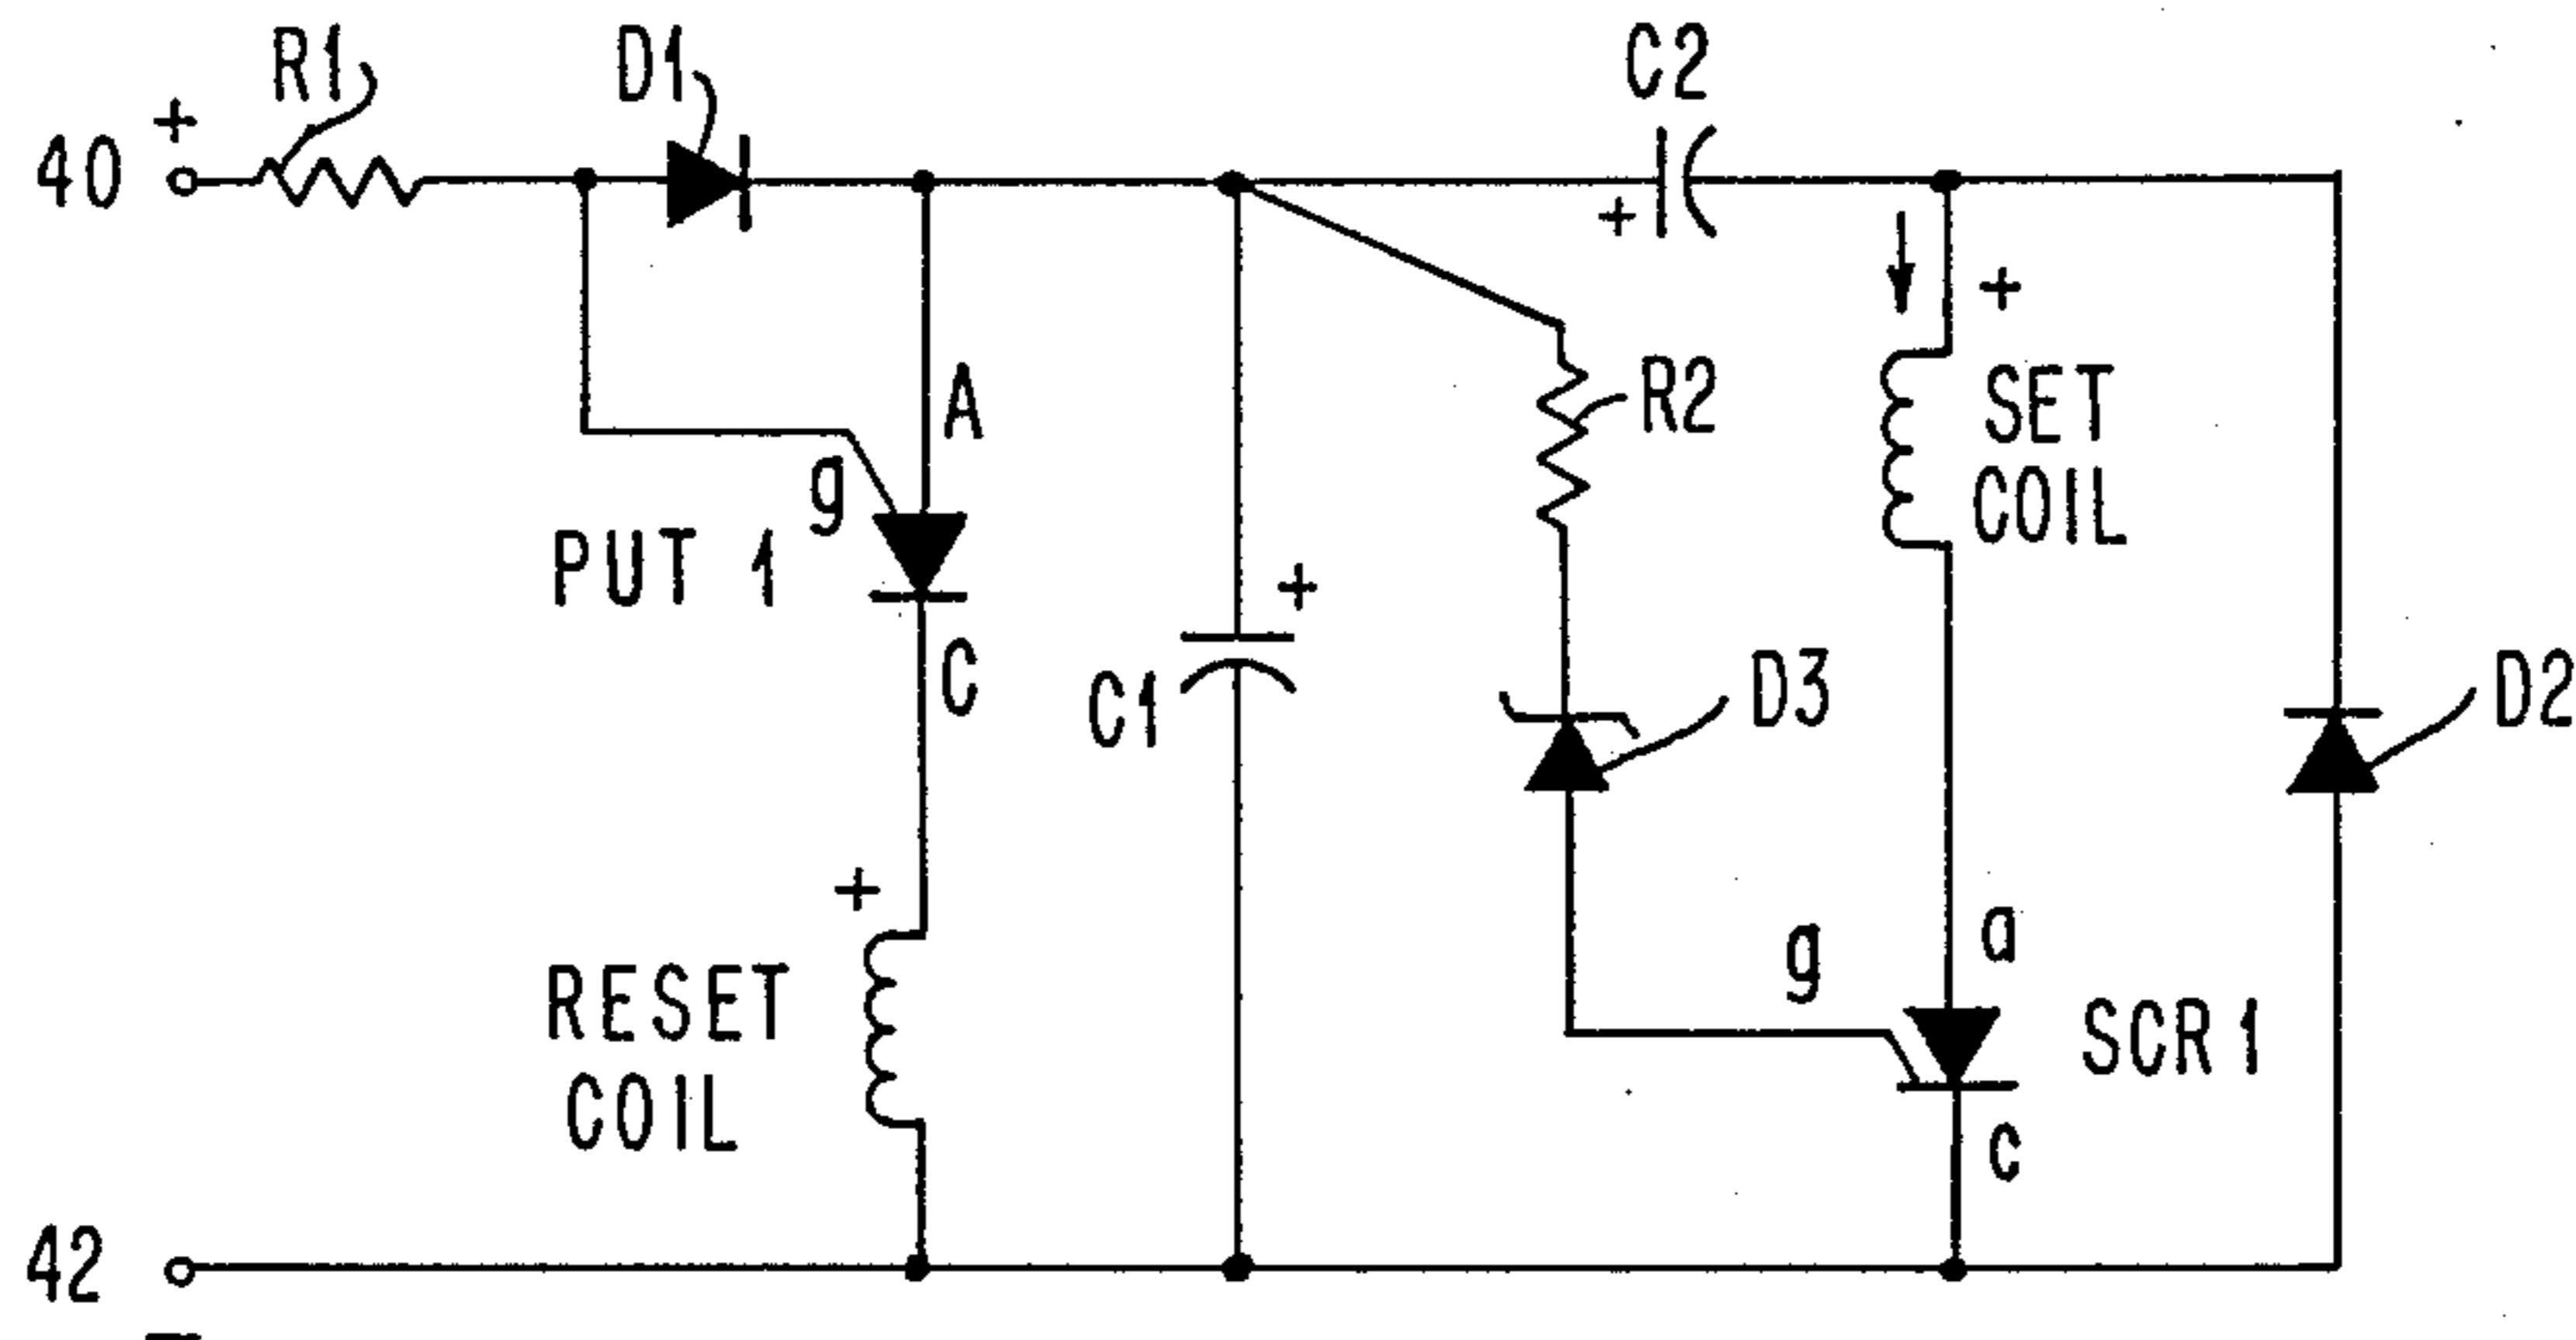 R1
D1
C2
+
40
+
A
g
+
R2
SET
COIL
PUT 1
+
C
C1
D3
D2
+
g
a
RESET
COIL
SCR 1
c
42
−